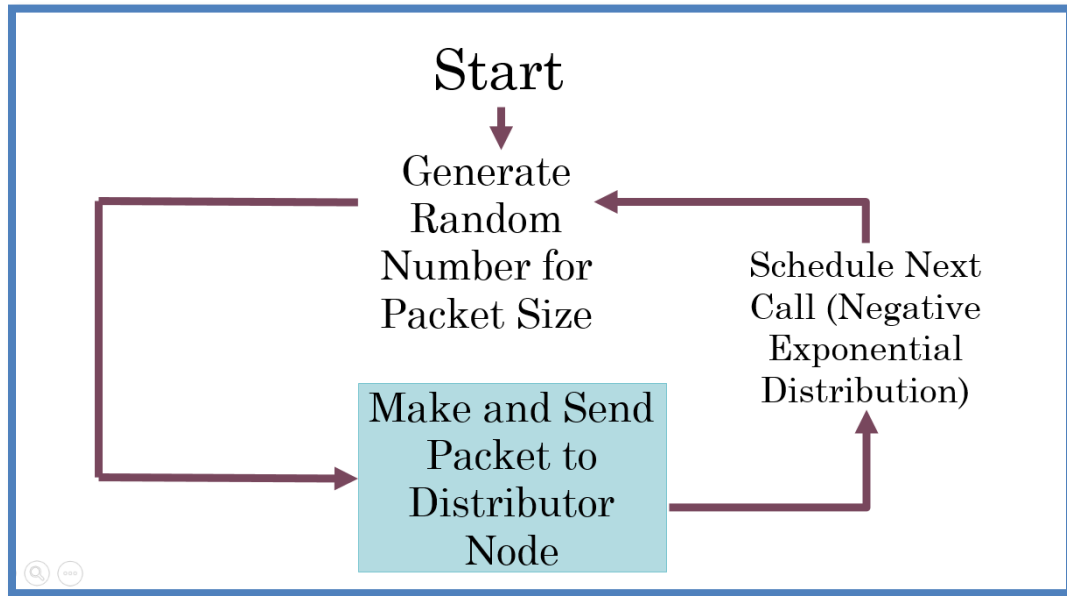 Start
Generate
Random
Number for
Packet Size
Schedule Next
Call (Negative
Exponential
Distribution)
Make and Send
Packet to
Distributor
Node